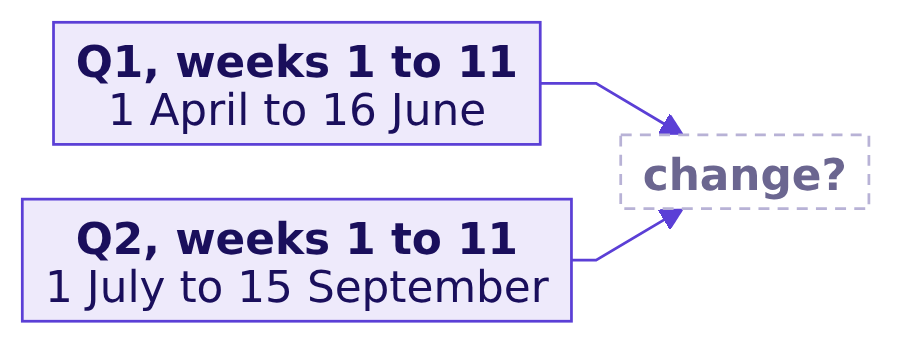 Q1, weeks 1 to 11
1 April to 16 June
change?
Q2, weeks 1 to 11
1 July to 15 September